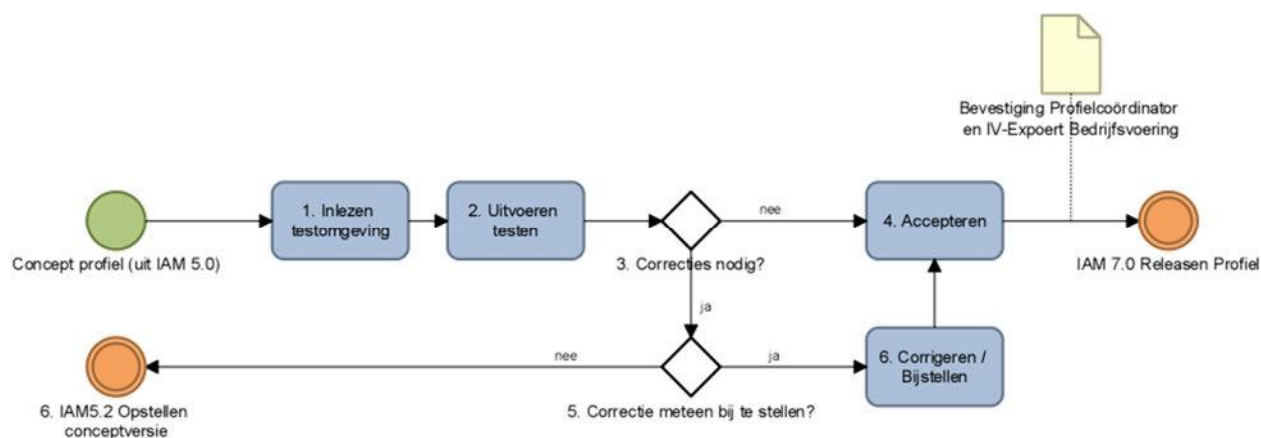 Bevestiging Profielcoördinator
en IV-Expoert Bedrijfsvoering
1. Inlezen
testomgeving
2. Uitvoeren
testen
nee
4. Accepteren
Concept profiel (uit IAM 5.0)
3. Correcties nodig?
IAM 7.0 Releasen Profiel
ja
nee
ja
6. Corrigeren /
Bijstellen
6. IAM5.2 Opstellen
conceptversie
5. Correctie meteen bij te stellen?